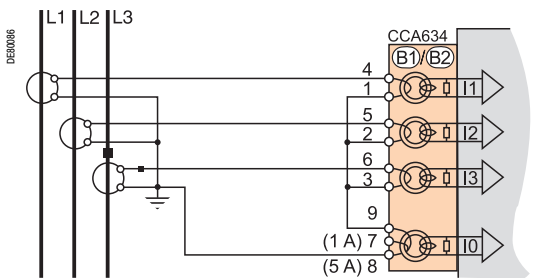 L1 L2 L3
DE80086
CCA634
B1 / B2
4
1
I1
5
2
I2
6
3
I3
9
(1 A) 7
(5 A) 8
I0